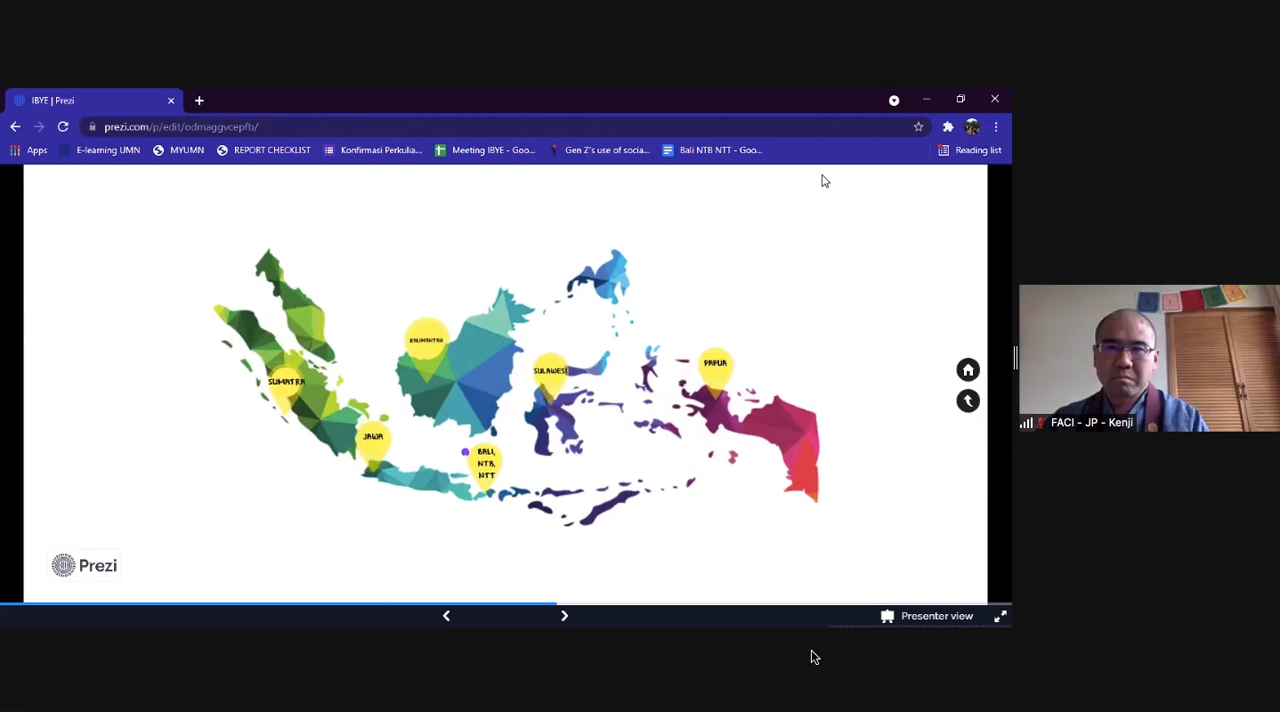 IBYE | Prezi
prezi.com/p/edit/odmaggvcepfb/
Apps
E-learning UMN
MYUMN
REPORT CHECKLIST
Konfirmasi Perkulia...
Meeting IBYE - Goo...
Gen Z's use of socia...
Bali NTB NTT - Goo...
Reading list
KALIMANTAN
SUMATRA
SULAWESI
PAPUA
JAWA
BALI,
NTB,
NTT
FACI - JP - Kenji
Prezi
Presenter view